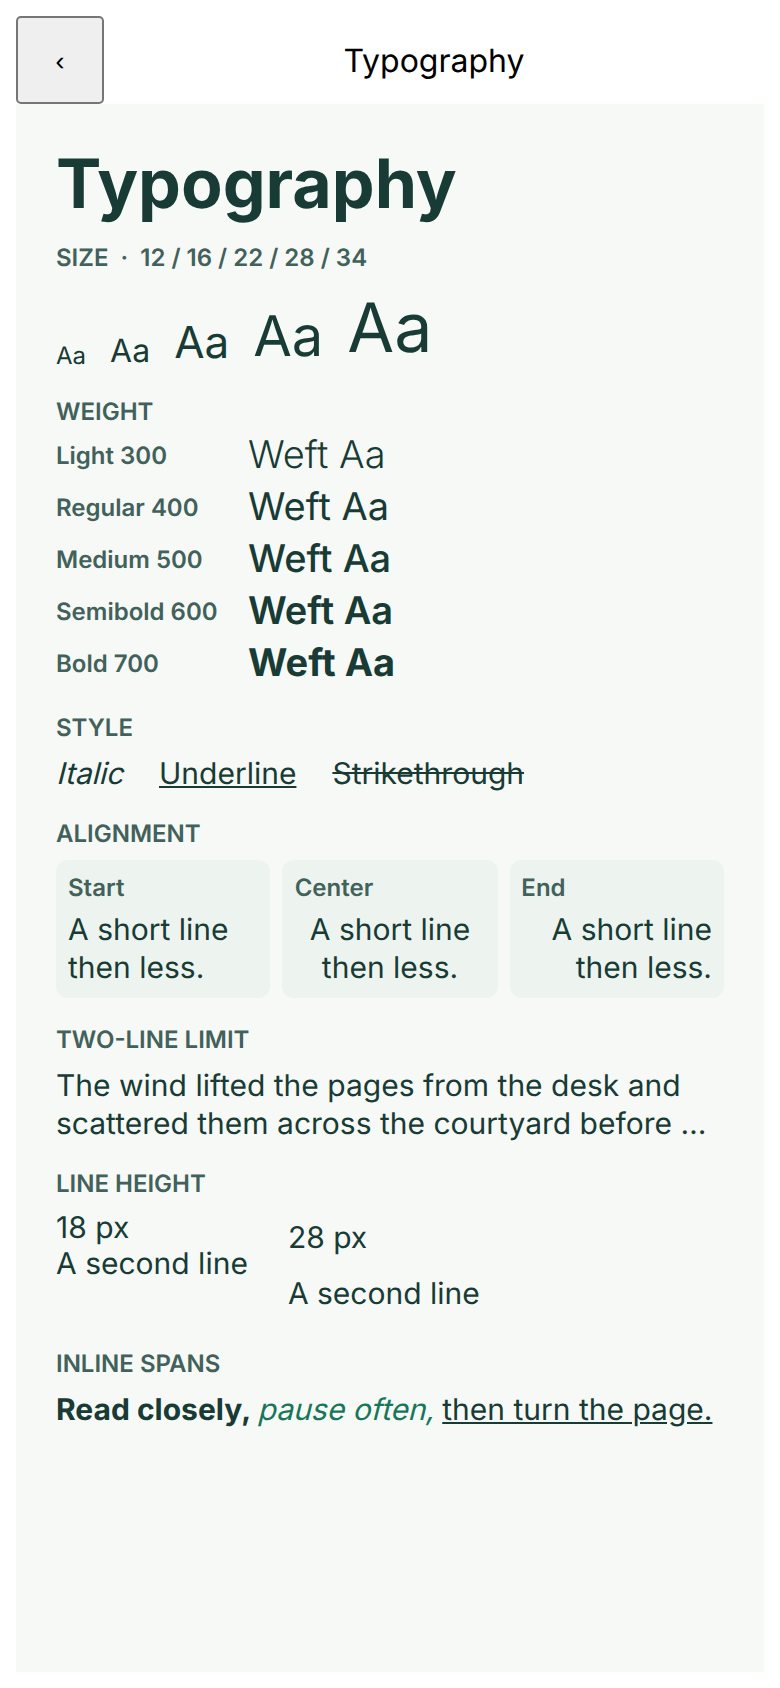 ‹ Typography
Typography
SIZE · 12 / 16 / 22 / 28 / 34
Aa Aa Aa Aa Aa
WEIGHT
Light 300 Weft Aa
Regular 400 Weft Aa
Medium 500 Weft Aa
Semibold 600 Weft Aa
Bold 700 Weft Aa
STYLE
Italic Underline Strikethrough
ALIGNMENT
Start
A short line
then less.
Center
A short line
then less.
End
A short line
then less.
TWO-LINE LIMIT
The wind lifted the pages from the desk and
scattered them across the courtyard before ...
LINE HEIGHT
18 px
A second line
28 px
A second line
INLINE SPANS
Read closely, pause often, then turn the page.